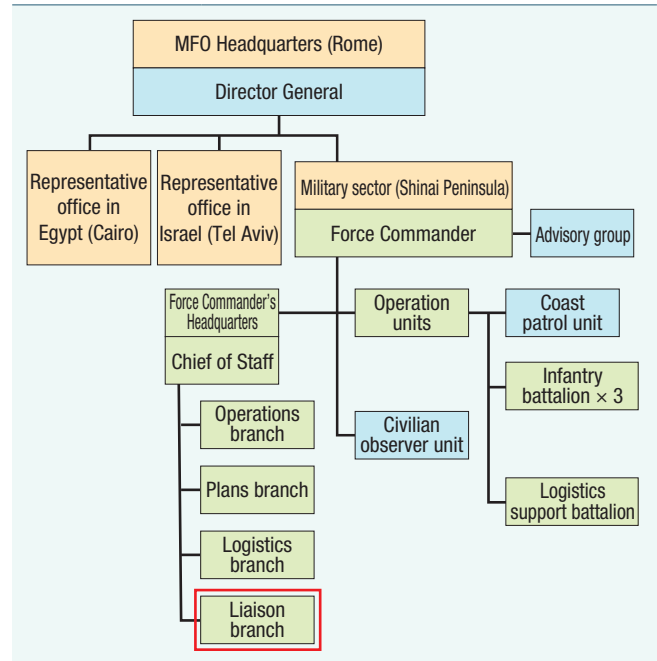 MFO Headquarters (Rome)
Director General
Representative
office in
Egypt (Cairo)
Representative
office in
Israel (Tel Aviv)
Military sector (Shinai Peninsula)
Force Commander
Advisory group
Force Commander's
Headquarters
Chief of Staff
Operation
units
Coast
patrol unit
Infantry
battalion × 3
Logistics
support battalion
Civilian
observer unit
Operations
branch
Plans branch
Logistics
branch
Liaison
branch